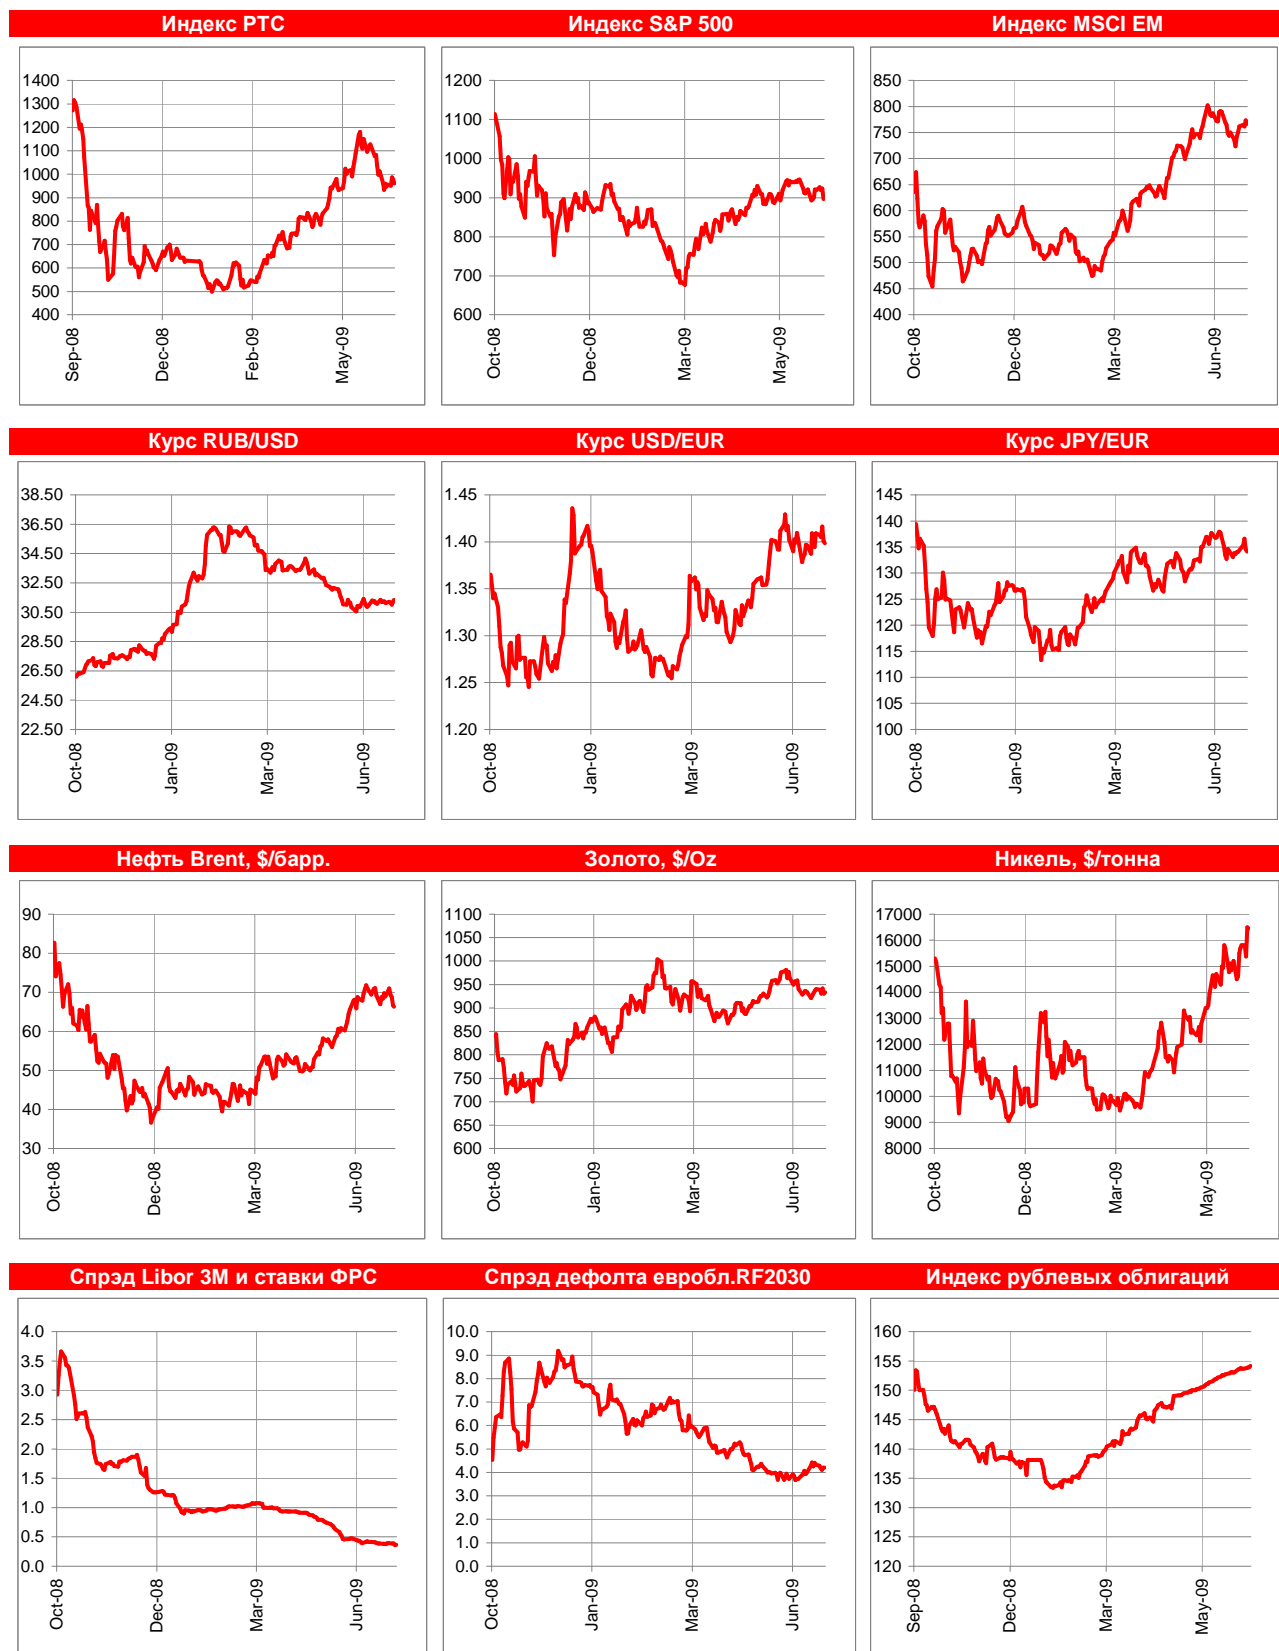 Индекс РТС
1400
1300
1200
1100
1000
900
800
700
600
500
400
Sep-08
Dec-08
Feb-09
May-09
Индекс S&P 500
1200
1100
1000
900
800
700
600
Oct-08
Dec-08
Mar-09
May-09
Индекс MSCI EM
850
800
750
700
650
600
550
500
450
400
Oct-08
Dec-08
Mar-09
Jun-09
Курс RUB/USD
38.50
36.50
34.50
32.50
30.50
28.50
26.50
24.50
22.50
Oct-08
Jan-09
Mar-09
Jun-09
Курс USD/EUR
1.45
1.40
1.35
1.30
1.25
1.20
Oct-08
Jan-09
Mar-09
Jun-09
Курс JPY/EUR
145
140
135
130
125
120
115
110
105
100
Oct-08
Jan-09
Mar-09
Jun-09
Нефть Brent, $/барр.
90
80
70
60
50
40
30
Oct-08
Dec-08
Mar-09
Jun-09
Золото, $/Oz
1100
1050
1000
950
900
850
800
750
700
650
600
Oct-08
Jan-09
Mar-09
Jun-09
Никель, $/тонна
17000
16000
15000
14000
13000
12000
11000
10000
9000
8000
Oct-08
Dec-08
Mar-09
May-09
Спрэд Libor 3M и ставки ФРС
4.0
3.5
3.0
2.5
2.0
1.5
1.0
0.5
0.0
Oct-08
Dec-08
Mar-09
Jun-09
Спрэд дефолта евробл.RF2030
10.0
9.0
8.0
7.0
6.0
5.0
4.0
3.0
2.0
1.0
0.0
Oct-08
Jan-09
Mar-09
Jun-09
Индекс рублевых облигаций
160
155
150
145
140
135
130
125
120
Sep-08
Dec-08
Mar-09
May-09